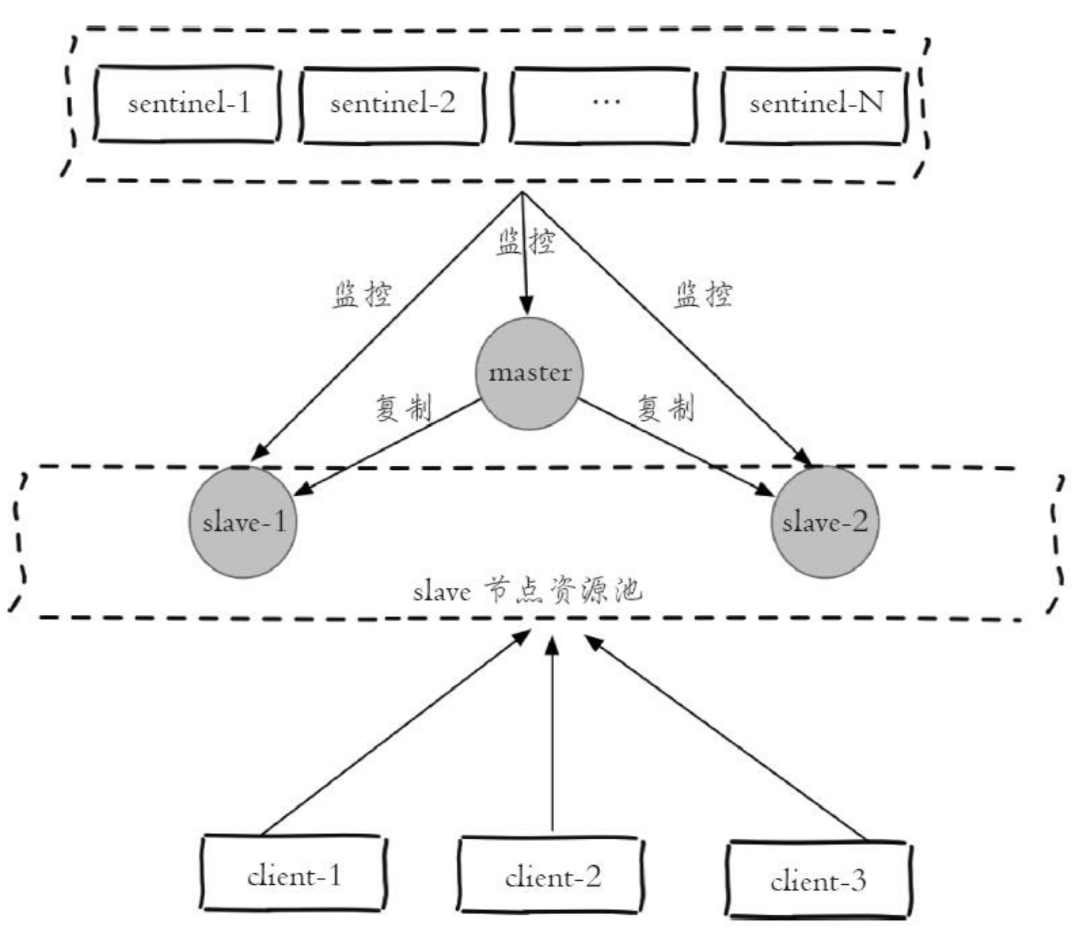 sentinel-1
sentinel-2
...
sentinel-N
监控
监控
监控
master
复制
复制
slave-1
slave-2
slave 节点资源池
client-1
client-2
client-3